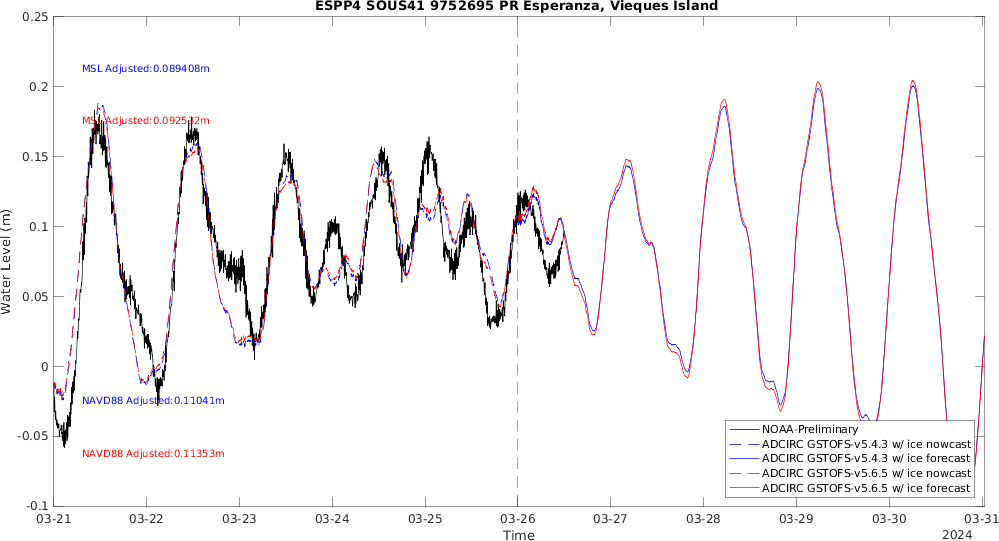 ESPP4 SOUS41 9752695 PR Esperanza, Vieques Island
0.25
0.2
0.15
0.1
0.05
0
-0.05
-0.1
Water Level (m)
MSL Adjusted:0.089408m
MSL Adjusted:0.092532m
NAVD88 Adjusted:0.11041m
NAVD88 Adjusted:0.11353m
NOAA-Preliminary
ADCIRC GSTOFS-v5.4.3 w/ ice nowcast
ADCIRC GSTOFS-v5.4.3 w/ ice forecast
ADCIRC GSTOFS-v5.6.5 w/ ice nowcast
ADCIRC GSTOFS-v5.6.5 w/ ice forecast
03-21 03-22 03-23 03-24 03-25 03-26 03-27 03-28 03-29 03-30 03-31
Time
2024